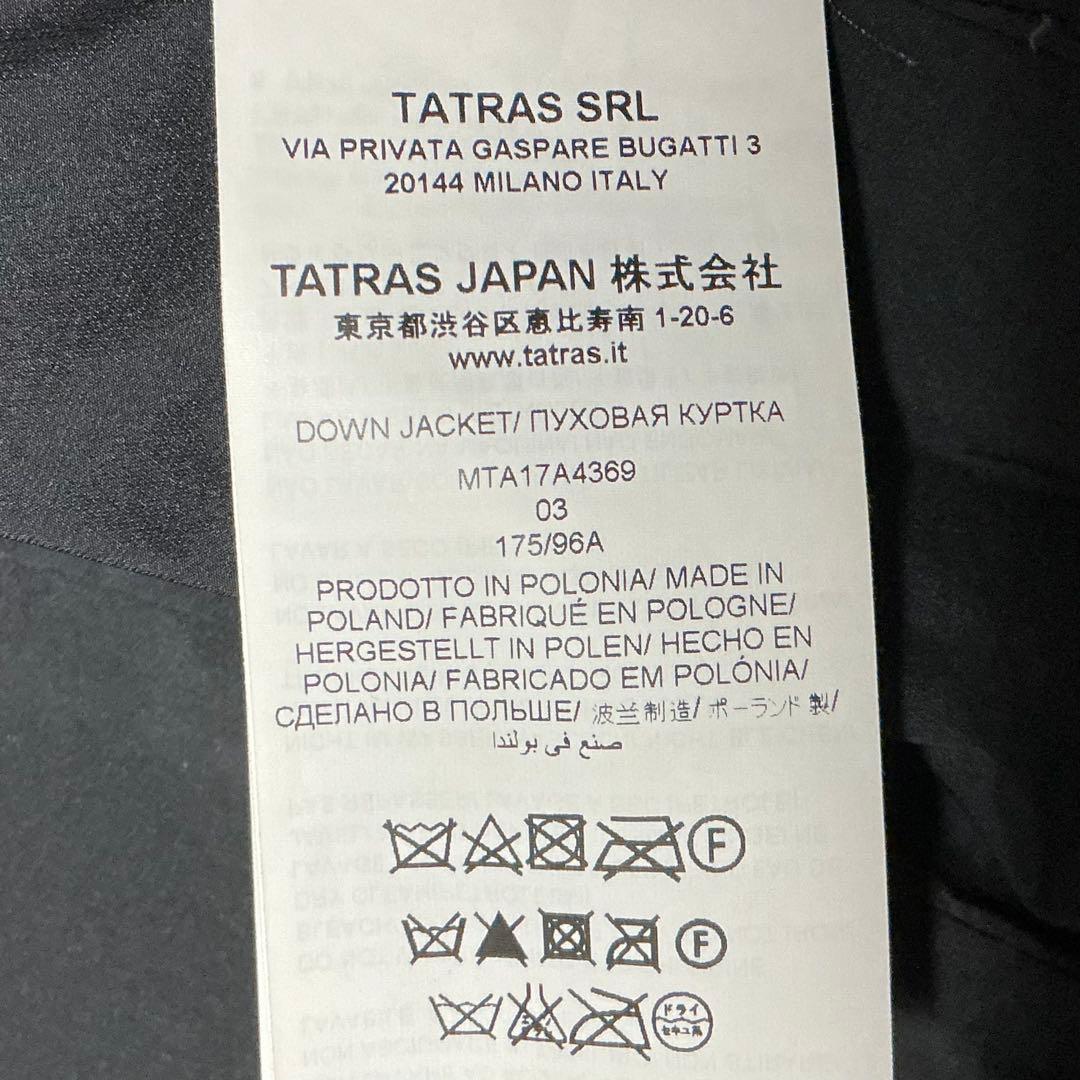 TATRAS SRL
VIA PRIVATA GASPARE BUGATTI 3
20144 MILANO ITALY
TATRAS JAPAN 株式会社
東京都渋谷区恵比寿南 1-20-6
www.tatras.it
DOWN JACKET/ ПУХОВАЯ КУРТКА
MTA17A4369
03
175/96A
PRODOTTO IN POLONIA/ MADE IN
POLAND/ FABRIQUÉ EN POLOGNE/
HERGESTELLT IN POLEN/ HECHO EN
POLONIA/ FABRICADO EM POLÓNIA/
СДЕЛАНО В ПОЛЬШЕ/ 波兰制造/ ポーランド製/
صنع في بولندا
F
F
ドライ
セキユ系